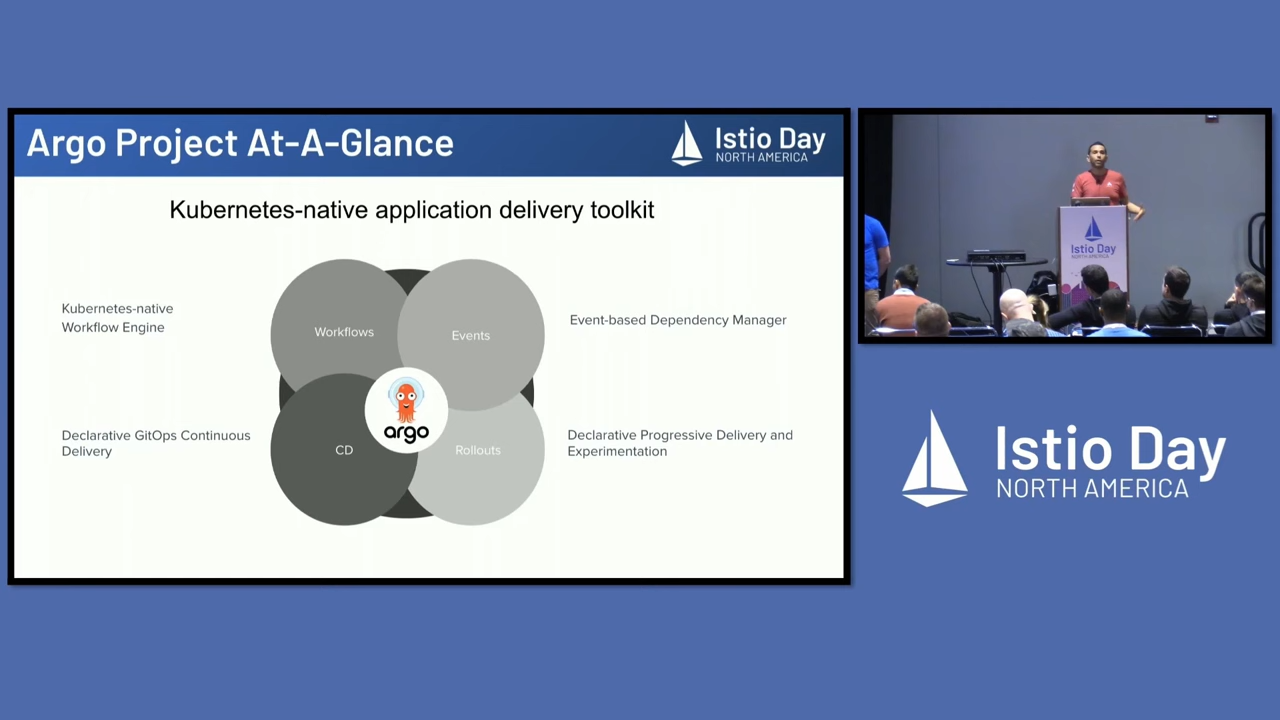 Argo Project At-A-Glance
Istio Day
NORTH AMERICA
Kubernetes-native application delivery toolkit
Kubernetes-native
Workflow Engine
Workflows
Events
Event-based Dependency Manager
argo
Declarative GitOps Continuous
Delivery
CD
Rollouts
Declarative Progressive Delivery and
Experimentation
Istio Day
NORTH AMERICA
Istio Day
NORTH AMERICA